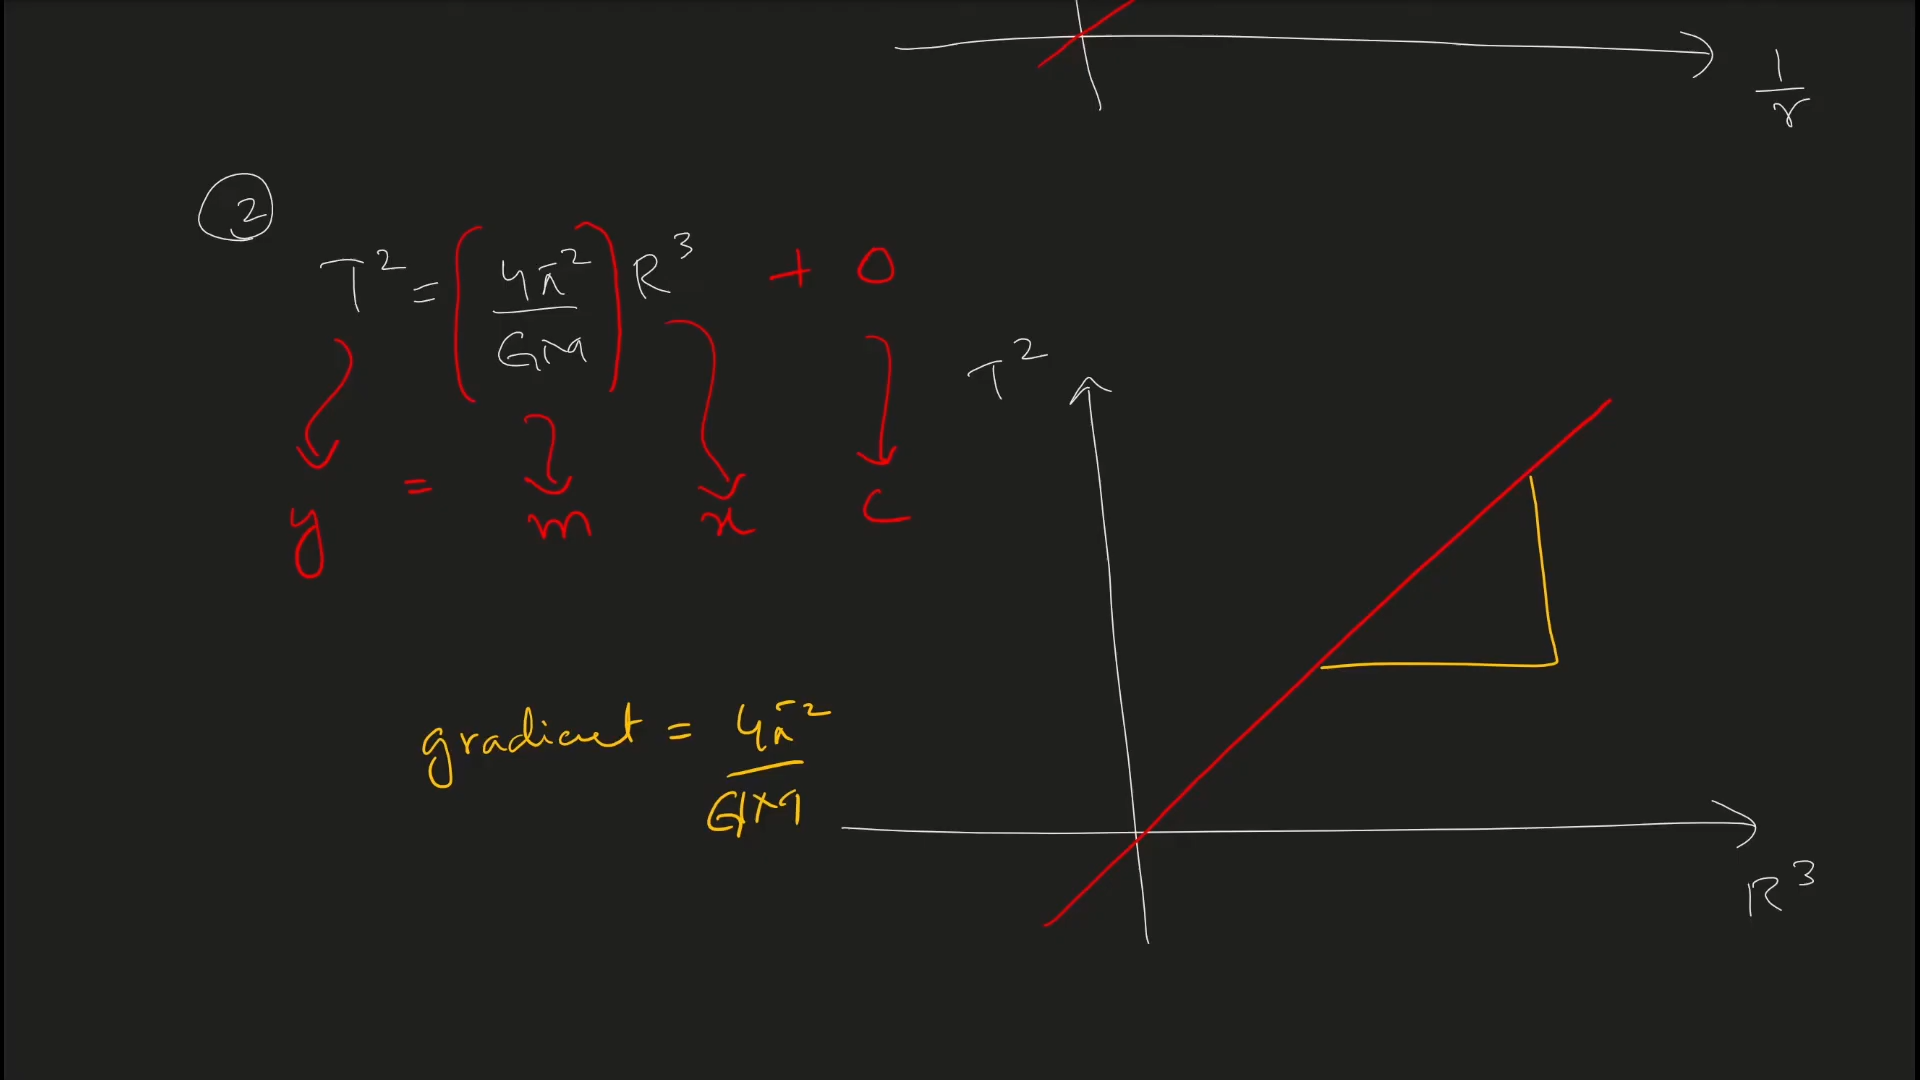 1/r
②
T² = (4π²/GM) R³ + 0
y = m x c
T²
gradient = 4π²/GM
R³